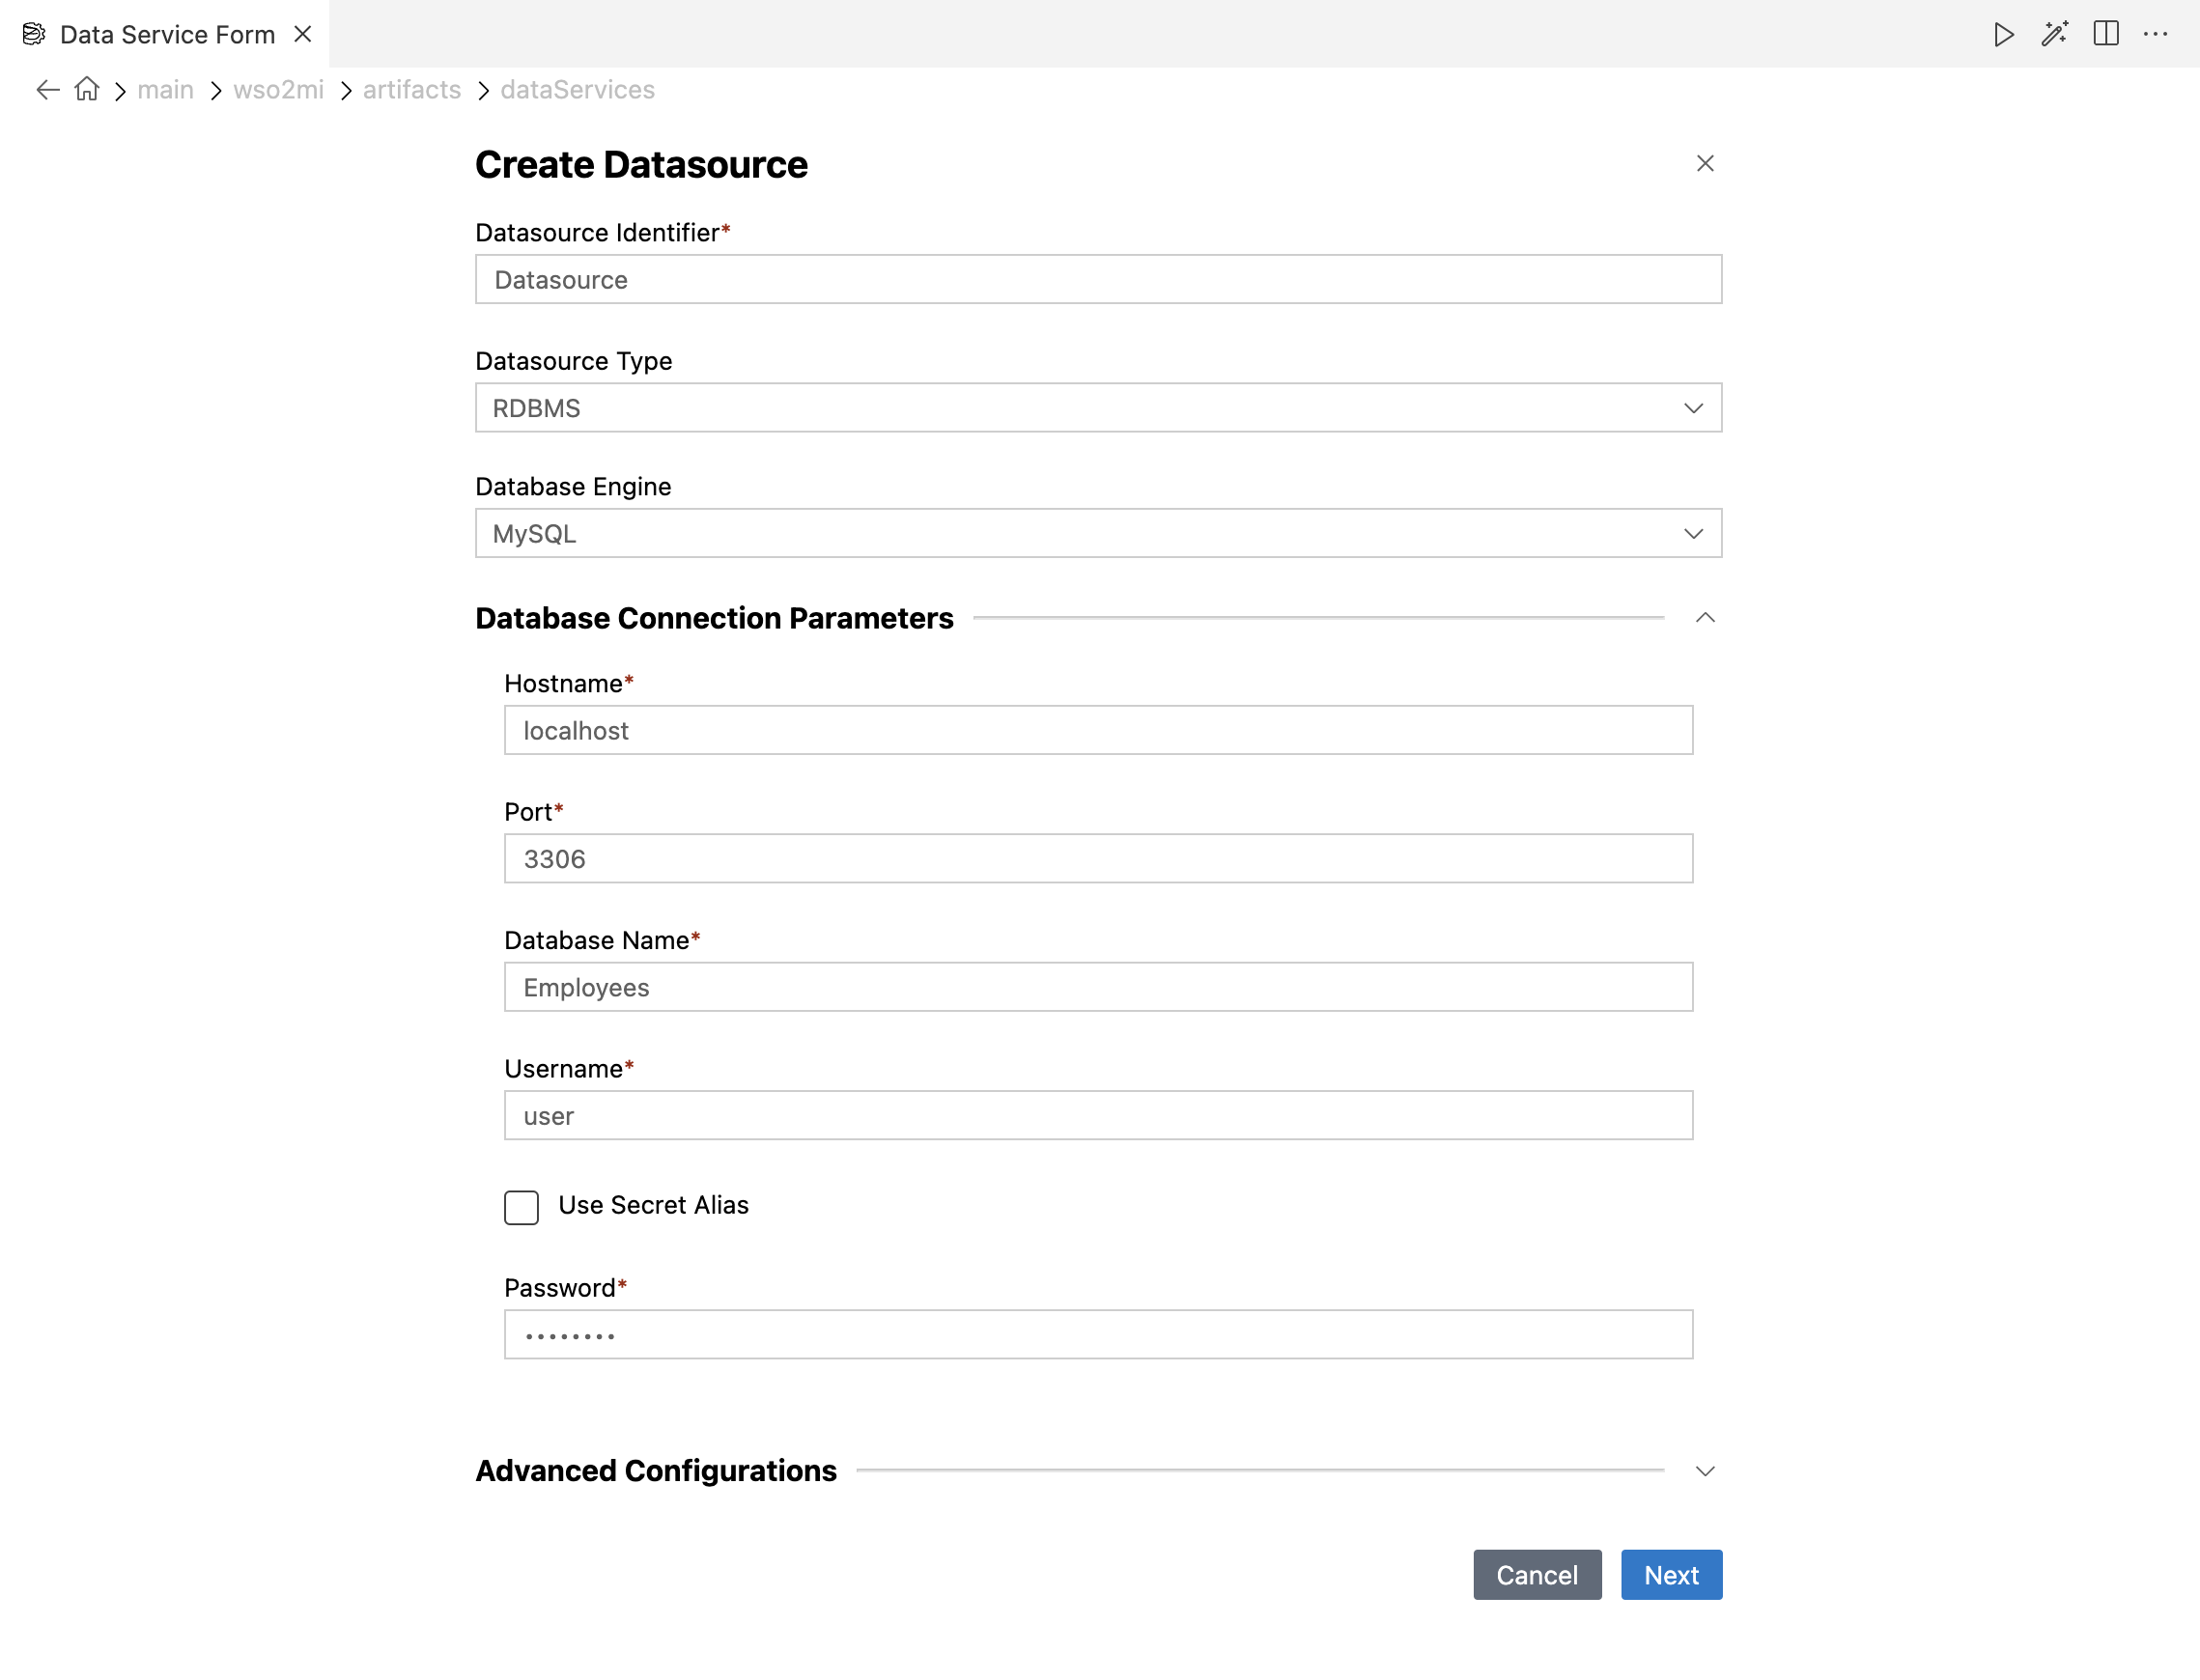 Data Service Form
main wso2mi artifacts dataServices
Create Datasource
Datasource Identifier*
Datasource
Datasource Type
RDBMS
Database Engine
MySQL
Database Connection Parameters
Hostname*
localhost
Port*
3306
Database Name*
Employees
Username*
user
Use Secret Alias
Password*
••••••••
Advanced Configurations
Cancel Next